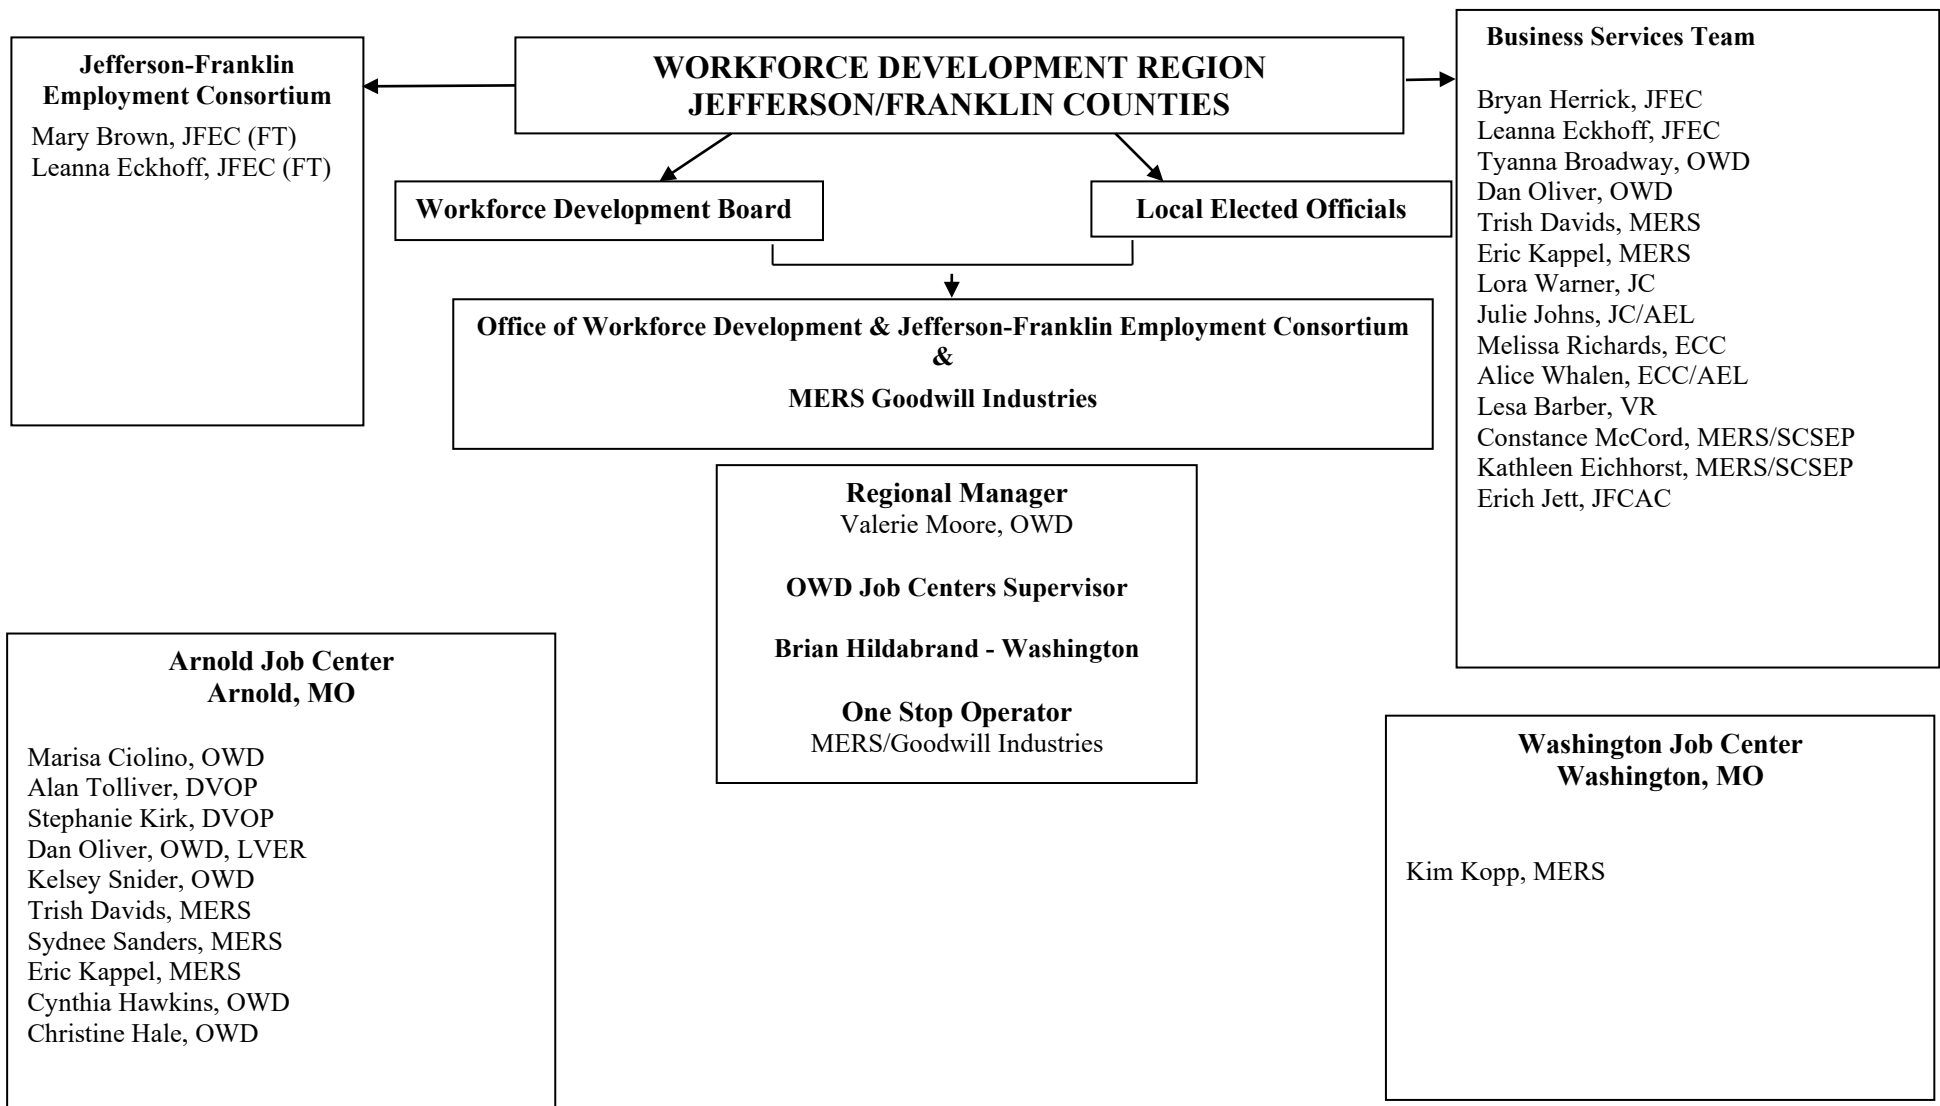 Jefferson-Franklin
Employment Consortium
Mary Brown, JFEC (FT)
Leanna Eckhoff, JFEC (FT)
WORKFORCE DEVELOPMENT REGION
JEFFERSON/FRANKLIN COUNTIES
Workforce Development Board
Local Elected Officials
Office of Workforce Development & Jefferson-Franklin Employment Consortium
&
MERS Goodwill Industries
Business Services Team
Bryan Herrick, JFEC
Leanna Eckhoff, JFEC
Tyanna Broadway, OWD
Dan Oliver, OWD
Trish Davids, MERS
Eric Kappel, MERS
Lora Warner, JC
Julie Johns, JC/AEL
Melissa Richards, ECC
Alice Whalen, ECC/AEL
Lesa Barber, VR
Constance McCord, MERS/SCSEP
Kathleen Eichhorst, MERS/SCSEP
Erich Jett, JFCAC
Regional Manager
Valerie Moore, OWD
OWD Job Centers Supervisor
Brian Hildabrand - Washington
One Stop Operator
MERS/Goodwill Industries
Arnold Job Center
Arnold, MO
Marisa Ciolino, OWD
Alan Tolliver, DVOP
Stephanie Kirk, DVOP
Dan Oliver, OWD, LVER
Kelsey Snider, OWD
Trish Davids, MERS
Sydnee Sanders, MERS
Eric Kappel, MERS
Cynthia Hawkins, OWD
Christine Hale, OWD
Washington Job Center
Washington, MO
Kim Kopp, MERS